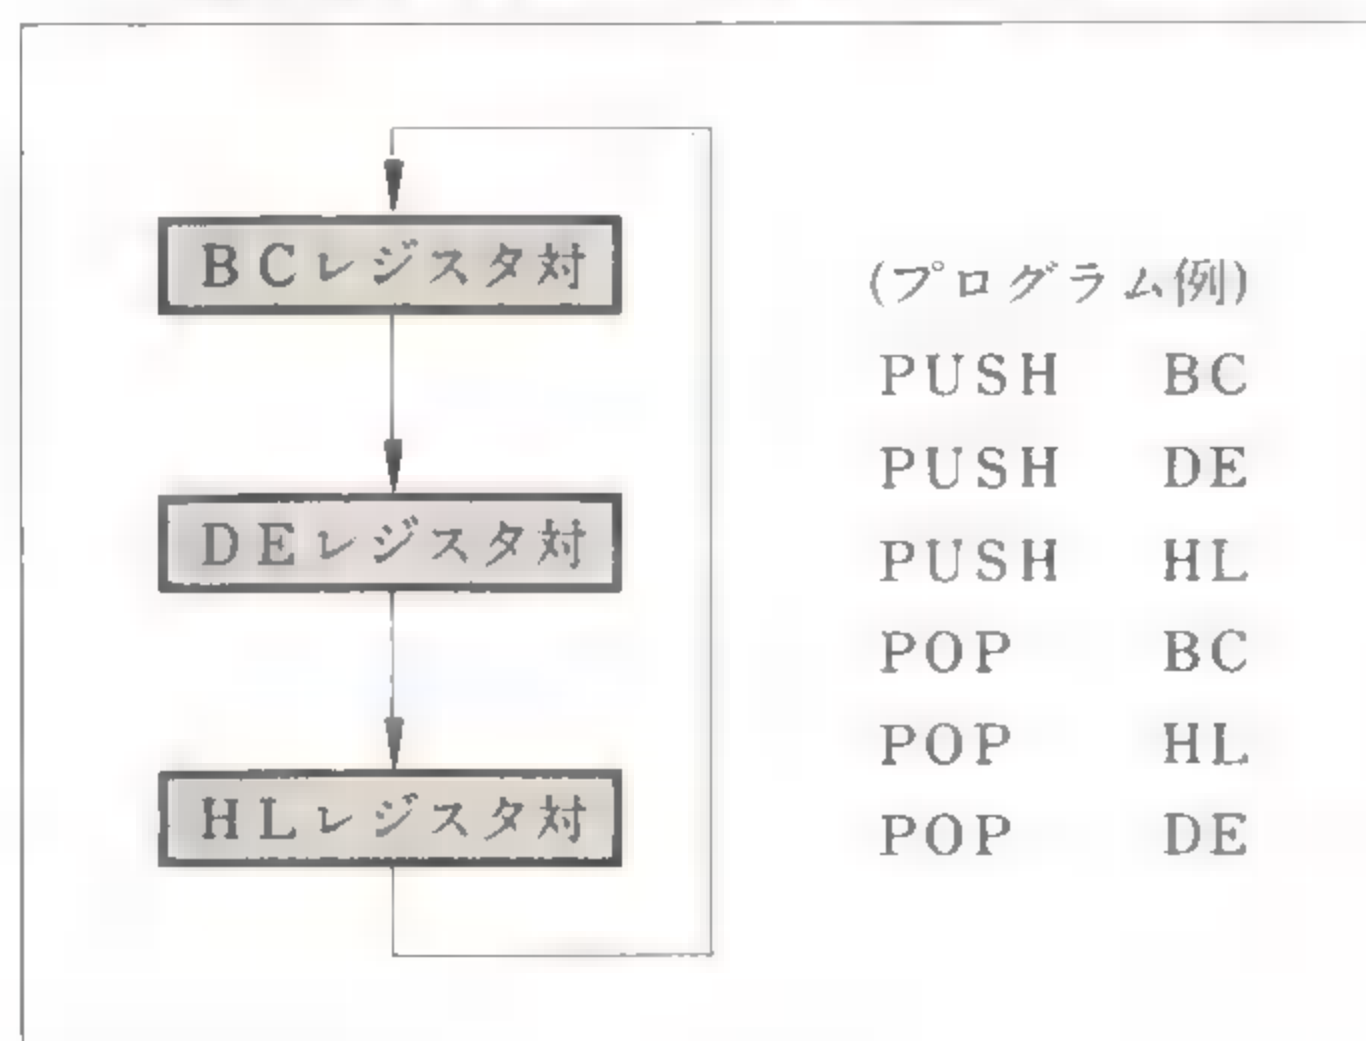 BCレジスタ対
DEレジスタ対
HLレジスタ対
(プログラム例)
PUSH BC
PUSH DE
PUSH HL
POP BC
POP HL
POP DE